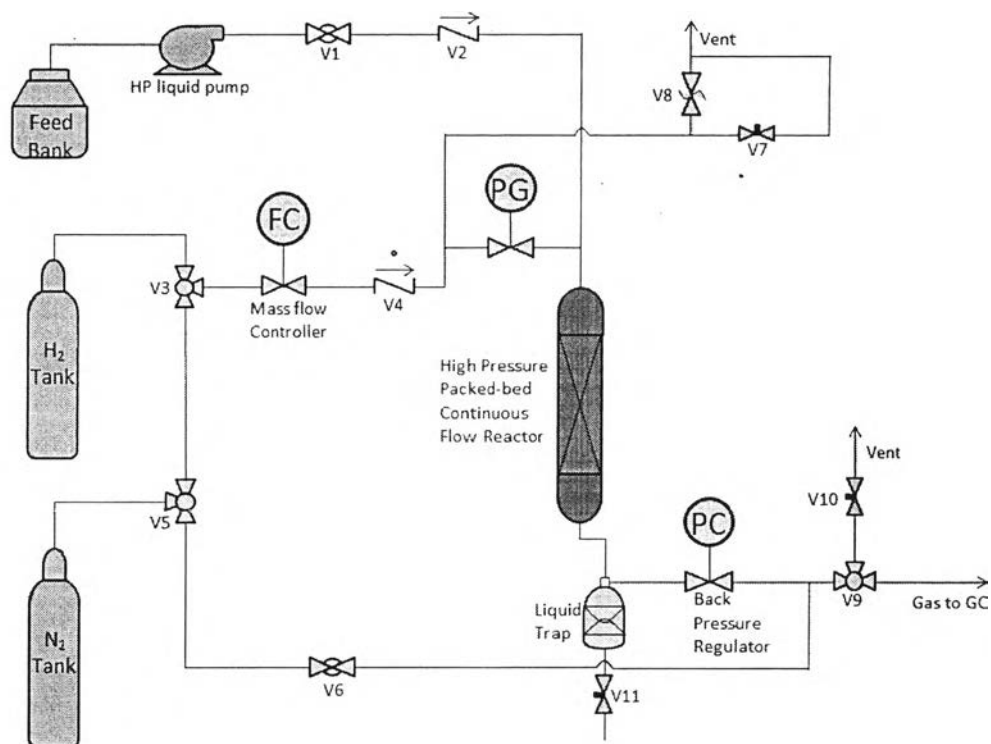 Vent
V1
V2
HP liquid pump
V8
Feed
Bank
V7
PG
FC
V3
V4
Mass flow
Controller
H₂
Tank
High Pressure
Packed-bed
Continuous
Flow Reactor
Vent
V10
V5
PC
V9
Gas to GC
Liquid
Trap
Back
Pressure
Regulator
N₂
Tank
V6
V11